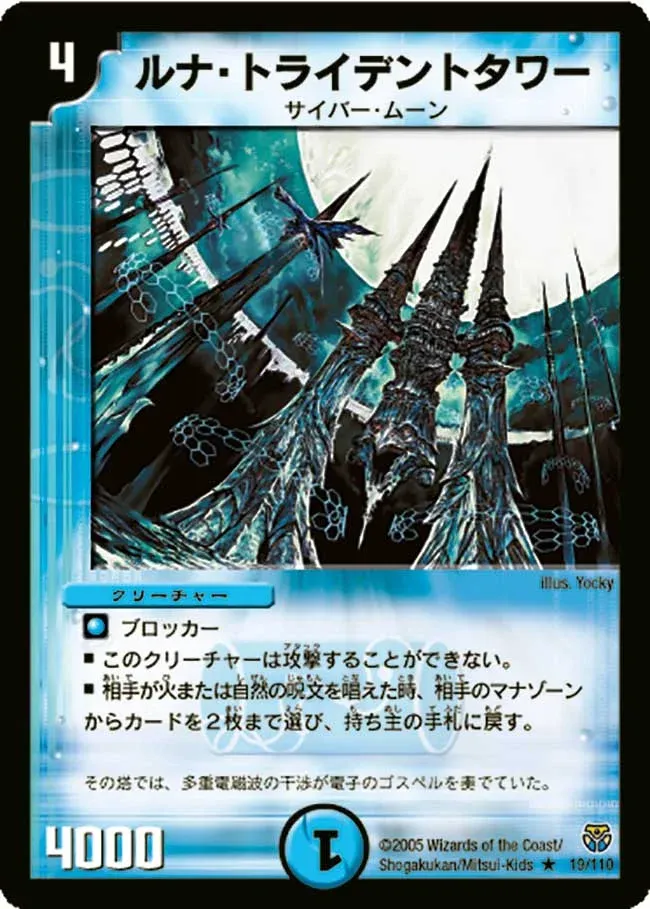 4
ルナ・トライデントタワー
サイバー・ムーン
illus. Yocky
クリーチャー
ブロッカー
■ このクリーチャーは攻撃することができない。
■ 相手が火または自然の呪文を唱えた時、相手のマナゾーン
からカードを2枚まで選び、持ち主の手札に戻す。
その塔では、多重電磁波の干渉が電子のゴスペルを奏でていた。
4000
1
©2005 Wizards of the Coast/
Shogakukan/Mitsui-Kids ★ 19/110